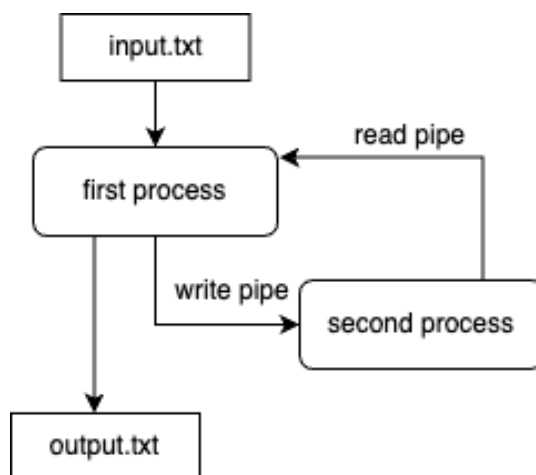 input.txt
read pipe
first process
write pipe
second process
output.txt